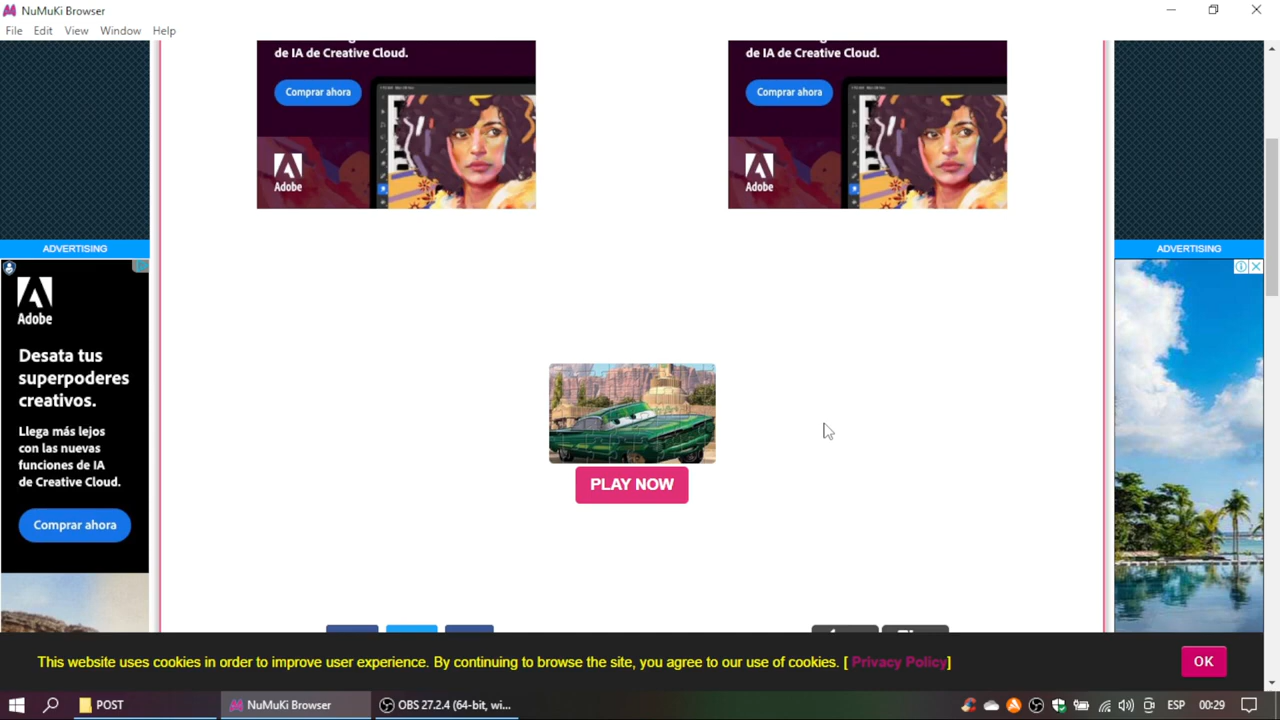 NuMuKi Browser
File Edit View Window Help
de IA de Creative Cloud.
Comprar ahora
Adobe
de IA de Creative Cloud.
Comprar ahora
Adobe
ADVERTISING
Adobe
Desata tus
superpoderes
creativos.
Llega más lejos
con las nuevas
funciones de IA
de Creative Cloud.
Comprar ahora
ADVERTISING
PLAY NOW
This website uses cookies in order to improve user experience. By continuing to browse the site, you agree to our use of cookies. [ Privacy Policy]
OK
POST
NuMuKi Browser
OBS 27.2.4 (64-bit, wi...
ESP
00:29